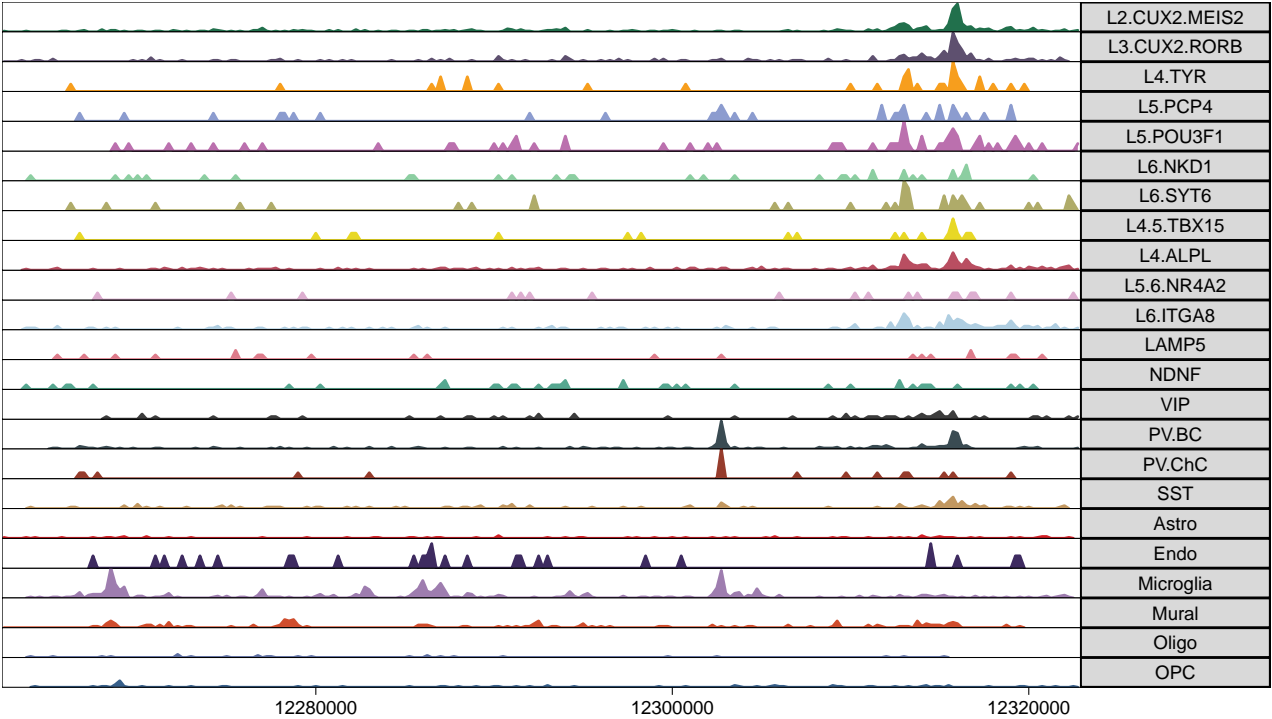 L2.CUX2.MEIS2
L3.CUX2.RORB
L4.TYR
L5.PCP4
L5.POU3F1
L6.NKD1
L6.SYT6
L4.5.TBX15
L4.ALPL
L5.6.NR4A2
L6.ITGA8
LAMP5
NDNF
VIP
PV.BC
PV.ChC
SST
Astro
Endo
Microglia
Mural
Oligo
OPC
12280000 12300000 12320000